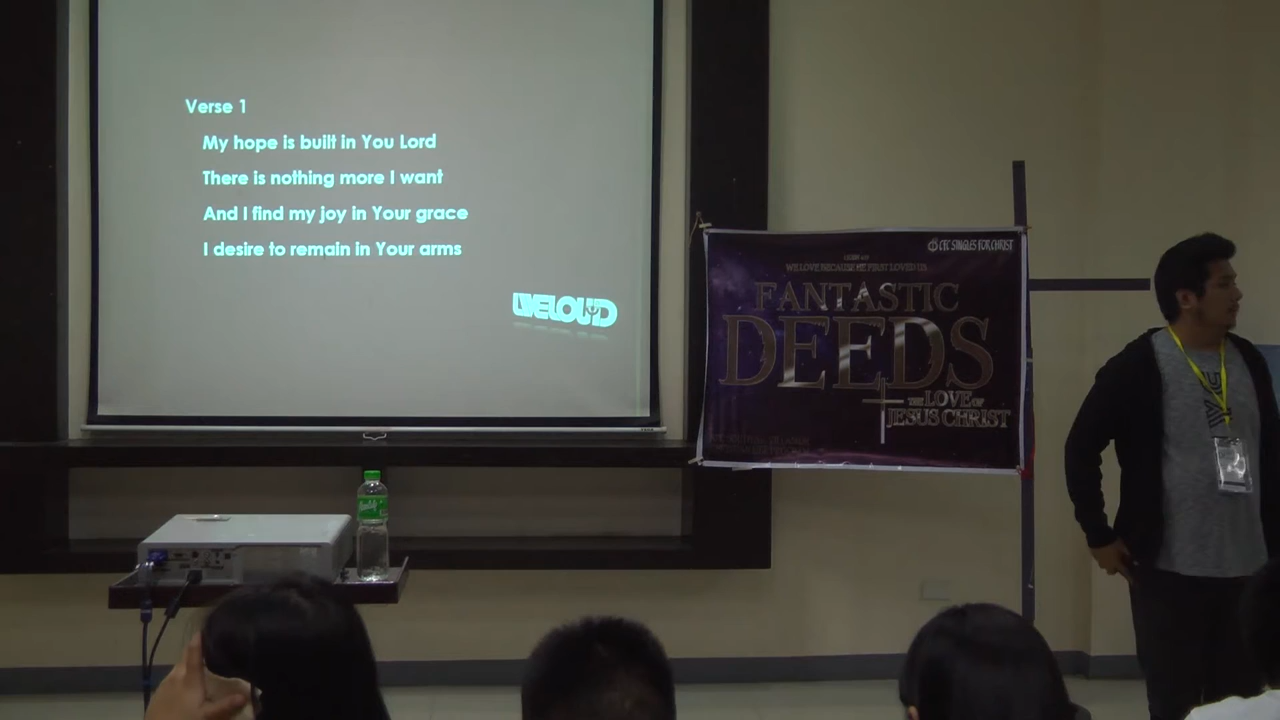 Verse 1
My hope is built in You Lord
There is nothing more I want
And I find my joy in Your grace
I desire to remain in Your arms
LIVELOUD
CFC SINGLES FOR CHRIST
WE LOVE BECAUSE HE FIRST LOVED US
FANTASTIC
DEEDS
THE LOVE OF
JESUS CHRIST